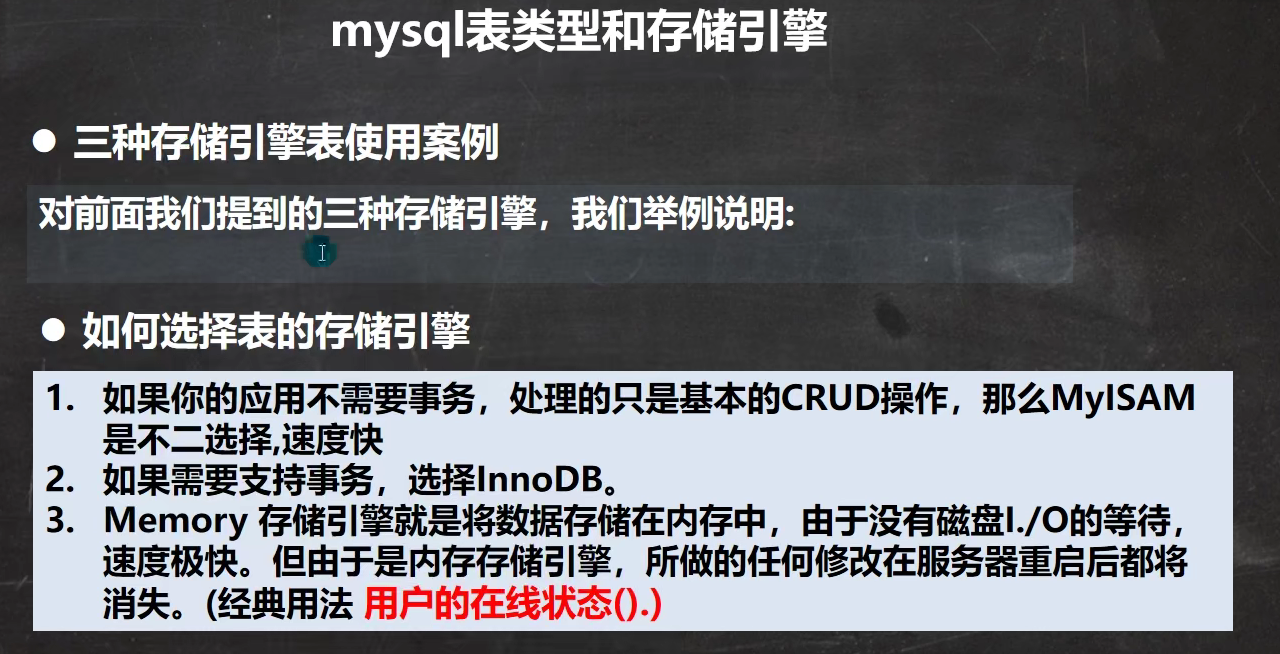 mysql表类型和存储引擎
● 三种存储引擎表使用案例
对前面我们提到的三种存储引擎，我们举例说明:
● 如何选择表的存储引擎
1. 如果你的应用不需要事务，处理的只是基本的CRUD操作，那么MyISAM
是不二选择,速度快
2. 如果需要支持事务，选择InnoDB。
3. Memory 存储引擎就是将数据存储在内存中，由于没有磁盘I./O的等待，
速度极快。但由于是内存存储引擎，所做的任何修改在服务器重启后都将
消失。(经典用法 用户的在线状态().)